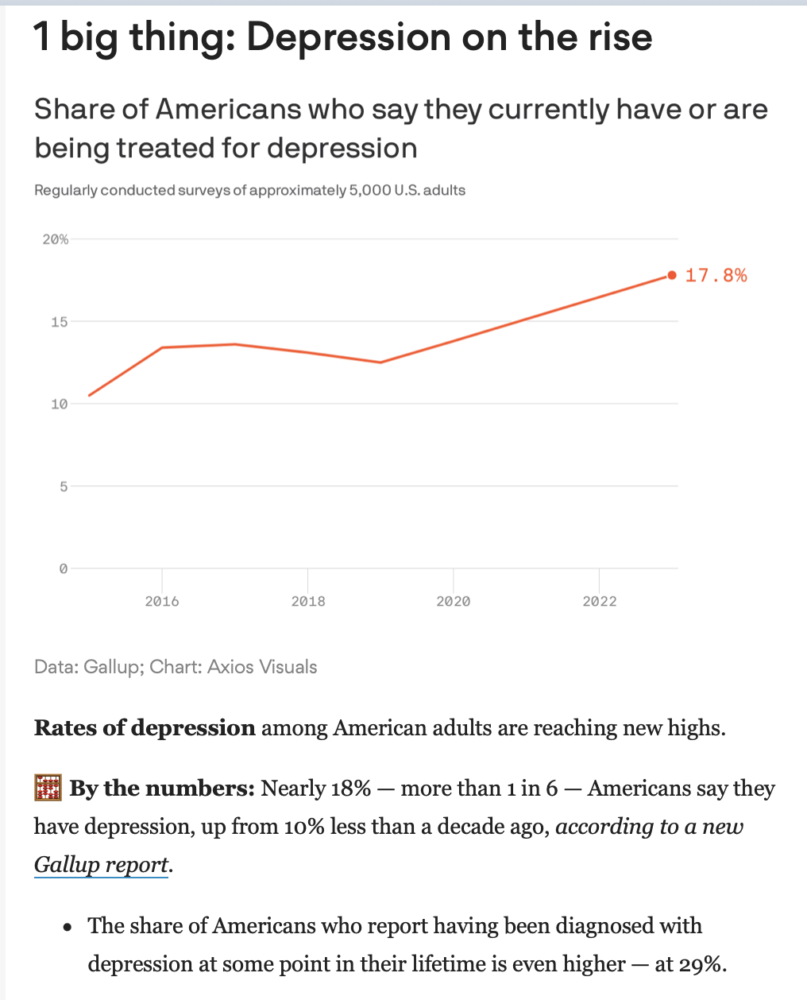 1 big thing: Depression on the rise
Share of Americans who say they currently have or are
being treated for depression
Regularly conducted surveys of approximately 5,000 U.S. adults
20%
17.8%
15
10
5
0
2016 2018 2020 2022
Data: Gallup; Chart: Axios Visuals
Rates of depression among American adults are reaching new highs.
🧮 By the numbers: Nearly 18% — more than 1 in 6 — Americans say they
have depression, up from 10% less than a decade ago, according to a new
Gallup report.
• The share of Americans who report having been diagnosed with
depression at some point in their lifetime is even higher — at 29%.